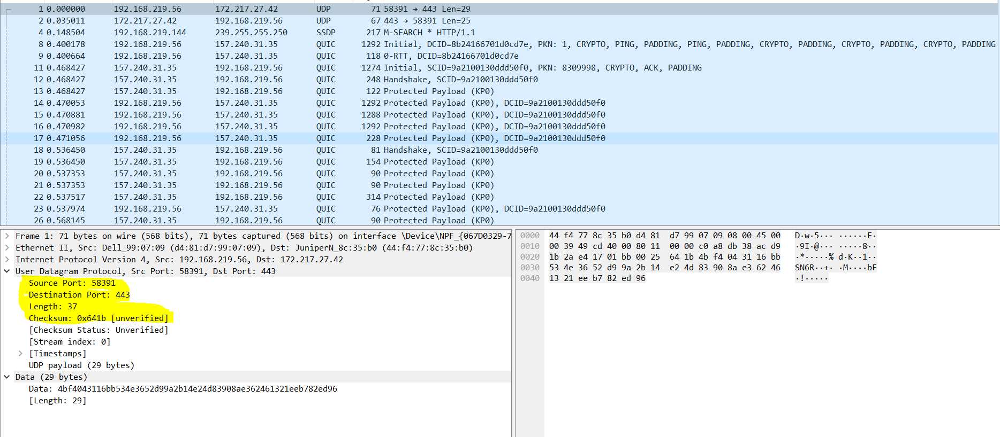 1 0.000000 192.168.219.56 172.217.27.42 UDP 71 58391 → 443 Len=29
2 0.035011 172.217.27.42 192.168.219.56 UDP 67 443 → 58391 Len=25
4 0.148504 192.168.219.144 239.255.255.250 SSDP 217 M-SEARCH * HTTP/1.1
8 0.400178 192.168.219.56 157.240.31.35 QUIC 1292 Initial, DCID=8b24166701d0cd7e, PKN: 1, CRYPTO, PING, PADDING, PING, PADDING, CRYPTO, PADDING, CRYPTO, PADDING, CRYPTO, PADDING
9 0.400664 192.168.219.56 157.240.31.35 QUIC 118 0-RTT, DCID=8b24166701d0cd7e
11 0.468427 157.240.31.35 192.168.219.56 QUIC 1274 Initial, SCID=9a2100130ddd50f0, PKN: 8309998, CRYPTO, ACK, PADDING
12 0.468427 157.240.31.35 192.168.219.56 QUIC 248 Handshake, SCID=9a2100130ddd50f0
13 0.468427 157.240.31.35 192.168.219.56 QUIC 122 Protected Payload (KP0)
14 0.470053 192.168.219.56 157.240.31.35 QUIC 1292 Protected Payload (KP0), DCID=9a2100130ddd50f0
15 0.470881 192.168.219.56 157.240.31.35 QUIC 1288 Protected Payload (KP0), DCID=9a2100130ddd50f0
16 0.470982 192.168.219.56 157.240.31.35 QUIC 1292 Protected Payload (KP0), DCID=9a2100130ddd50f0
17 0.471056 192.168.219.56 157.240.31.35 QUIC 228 Protected Payload (KP0), DCID=9a2100130ddd50f0
18 0.536450 157.240.31.35 192.168.219.56 QUIC 81 Handshake, SCID=9a2100130ddd50f0
19 0.536450 157.240.31.35 192.168.219.56 QUIC 154 Protected Payload (KP0)
20 0.537353 157.240.31.35 192.168.219.56 QUIC 90 Protected Payload (KP0)
21 0.537353 157.240.31.35 192.168.219.56 QUIC 90 Protected Payload (KP0)
22 0.537517 157.240.31.35 192.168.219.56 QUIC 314 Protected Payload (KP0)
23 0.537974 192.168.219.56 157.240.31.35 QUIC 76 Protected Payload (KP0), DCID=9a2100130ddd50f0
26 0.568145 157.240.31.35 192.168.219.56 QUIC 90 Protected Payload (KP0)
Frame 1: 71 bytes on wire (568 bits), 71 bytes captured (568 bits) on interface \Device\NPF_{067D0329-7
Ethernet II, Src: Dell_99:07:09 (d4:81:d7:99:07:09), Dst: JuniperN_8c:35:b0 (44:f4:77:8c:35:b0)
Internet Protocol Version 4, Src: 192.168.219.56, Dst: 172.217.27.42
User Datagram Protocol, Src Port: 58391, Dst Port: 443
Source Port: 58391
Destination Port: 443
Length: 37
Checksum: 0x641b [unverified]
[Checksum Status: Unverified]
[Stream index: 0]
[Timestamps]
UDP payload (29 bytes)
Data (29 bytes)
Data: 4bf4043116bb534e3652d99a2b14e24d83908ae362461321eeb782ed96
[Length: 29]
0000 44 f4 77 8c 35 b0 d4 81 d7 99 07 09 08 00 45 00 D·w·5··· ······E·
0010 00 39 49 cd 40 00 80 11 00 00 c0 a8 db 38 ac d9 ·9I·@··· ·····8··
0020 1b 2a e4 17 01 bb 00 25 64 1b 4b f4 04 31 16 bb ·*·····% d·K··1··
0030 53 4e 36 52 d9 9a 2b 14 e2 4d 83 90 8a e3 62 46 SN6R··+· ·M····bF
0040 13 21 ee b7 82 ed 96 ·!·····